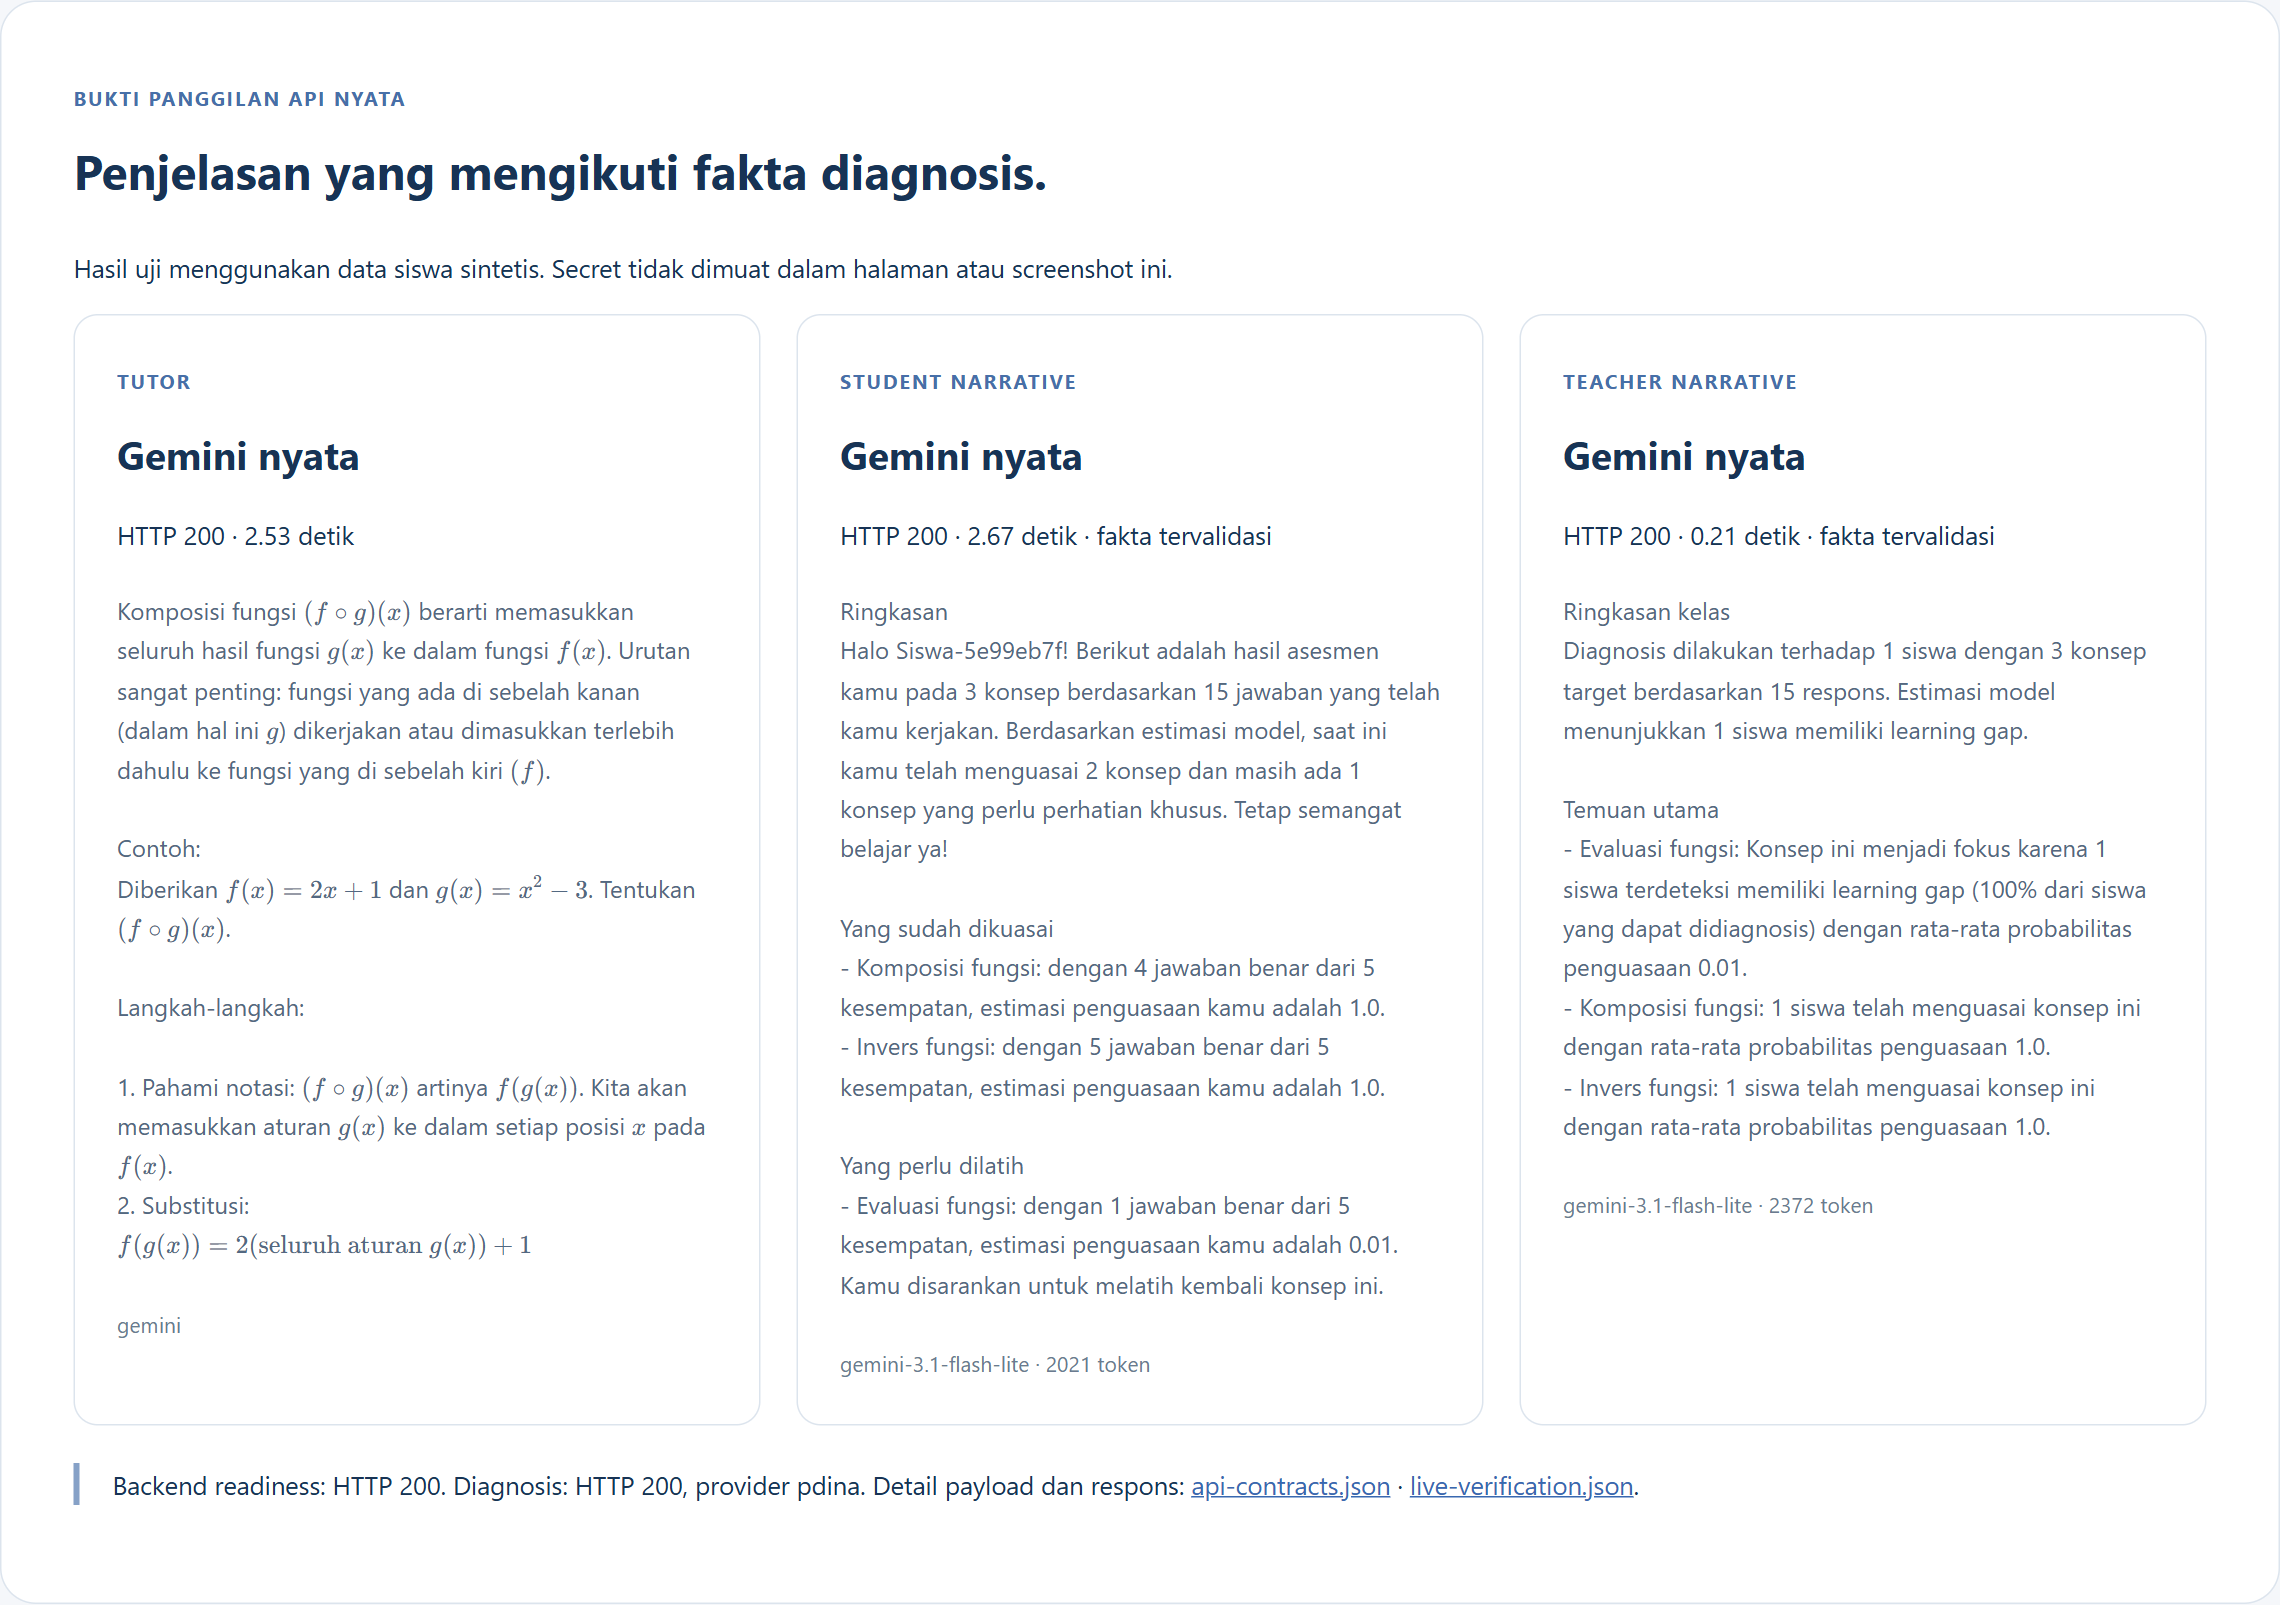 BUKTI PANGGILAN API NYATA
Penjelasan yang mengikuti fakta diagnosis.
Hasil uji menggunakan data siswa sintetis. Secret tidak dimuat dalam halaman atau screenshot ini.
TUTOR
Gemini nyata
HTTP 200 · 2.53 detik
Komposisi fungsi (f ∘ g)(x) berarti memasukkan
seluruh hasil fungsi g(x) ke dalam fungsi f(x). Urutan
sangat penting: fungsi yang ada di sebelah kanan
(dalam hal ini g) dikerjakan atau dimasukkan terlebih
dahulu ke fungsi yang di sebelah kiri (f).
Contoh:
Diberikan f(x) = 2x + 1 dan g(x) = x² − 3. Tentukan
(f ∘ g)(x).
Langkah-langkah:
1. Pahami notasi: (f ∘ g)(x) artinya f(g(x)). Kita akan
memasukkan aturan g(x) ke dalam setiap posisi x pada
f(x).
2. Substitusi:
f(g(x)) = 2(seluruh aturan g(x)) + 1
gemini
STUDENT NARRATIVE
Gemini nyata
HTTP 200 · 2.67 detik · fakta tervalidasi
Ringkasan
Halo Siswa-5e99eb7f! Berikut adalah hasil asesmen
kamu pada 3 konsep berdasarkan 15 jawaban yang telah
kamu kerjakan. Berdasarkan estimasi model, saat ini
kamu telah menguasai 2 konsep dan masih ada 1
konsep yang perlu perhatian khusus. Tetap semangat
belajar ya!
Yang sudah dikuasai
- Komposisi fungsi: dengan 4 jawaban benar dari 5
kesempatan, estimasi penguasaan kamu adalah 1.0.
- Invers fungsi: dengan 5 jawaban benar dari 5
kesempatan, estimasi penguasaan kamu adalah 1.0.
Yang perlu dilatih
- Evaluasi fungsi: dengan 1 jawaban benar dari 5
kesempatan, estimasi penguasaan kamu adalah 0.01.
Kamu disarankan untuk melatih kembali konsep ini.
gemini-3.1-flash-lite · 2021 token
TEACHER NARRATIVE
Gemini nyata
HTTP 200 · 0.21 detik · fakta tervalidasi
Ringkasan kelas
Diagnosis dilakukan terhadap 1 siswa dengan 3 konsep
target berdasarkan 15 respons. Estimasi model
menunjukkan 1 siswa memiliki learning gap.
Temuan utama
- Evaluasi fungsi: Konsep ini menjadi fokus karena 1
siswa terdeteksi memiliki learning gap (100% dari siswa
yang dapat didiagnosis) dengan rata-rata probabilitas
penguasaan 0.01.
- Komposisi fungsi: 1 siswa telah menguasai konsep ini
dengan rata-rata probabilitas penguasaan 1.0.
- Invers fungsi: 1 siswa telah menguasai konsep ini
dengan rata-rata probabilitas penguasaan 1.0.
gemini-3.1-flash-lite · 2372 token
Backend readiness: HTTP 200. Diagnosis: HTTP 200, provider pdina. Detail payload dan respons: api-contracts.json · live-verification.json.